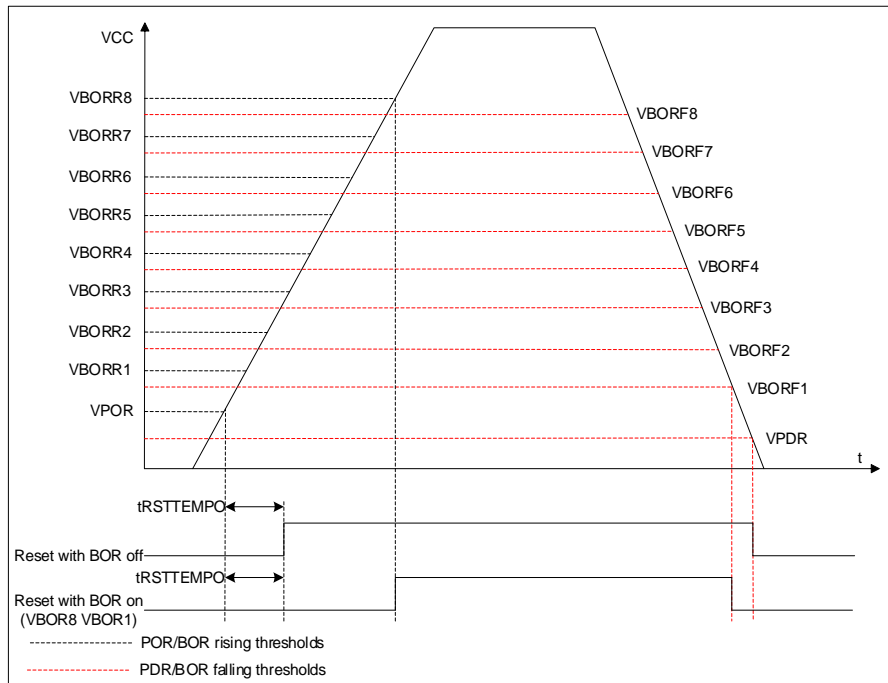 VCC
VBORR8
VBORF8
VBORR7
VBORF7
VBORR6
VBORF6
VBORR5
VBORF5
VBORR4
VBORF4
VBORR3
VBORF3
VBORR2
VBORF2
VBORR1
VBORF1
VPOR
VPDR
t
tRSTTEMPO
Reset with BOR off
tRSTTEMPO
Reset with BOR on
(VBOR8 VBOR1)
POR/BOR rising thresholds
PDR/BOR falling thresholds